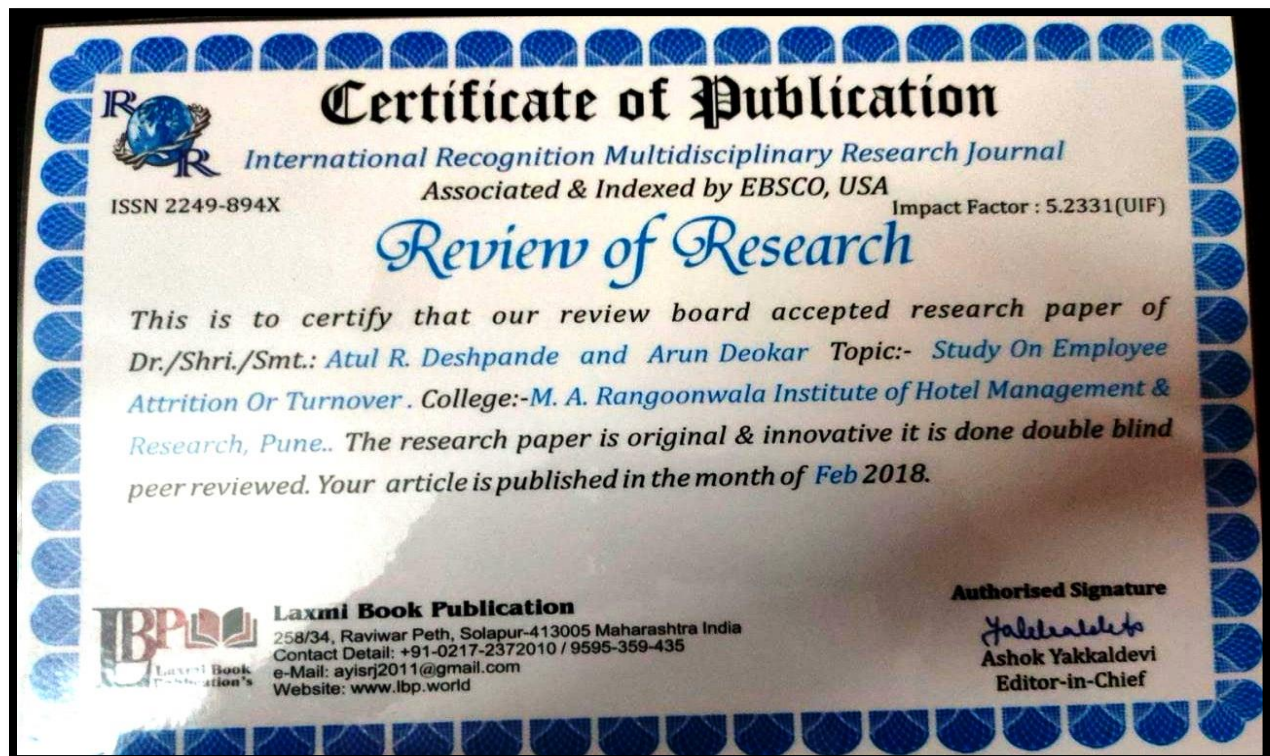 Certificate of Publication
R R
International Recognition Multidisciplinary Research Journal
Associated & Indexed by EBSCO, USA
ISSN 2249-894X
Impact Factor : 5.2331(UIF)
Review of Research
This is to certify that our review board accepted research paper of
Dr./Shri./Smt.: Atul R. Deshpande and Arun Deokar Topic:- Study On Employee
Attrition Or Turnover . College:-M. A. Rangoonwala Institute of Hotel Management &
Research, Pune.. The research paper is original & innovative it is done double blind
peer reviewed. Your article is published in the month of Feb 2018.
LBP
Laxmi Book
Publication's
Laxmi Book Publication
258/34, Raviwar Peth, Solapur-413005 Maharashtra India
Contact Detail: +91-0217-2372010 / 9595-359-435
e-Mail: ayisrj2011@gmail.com
Website: www.lbp.world
Authorised Signature
Ashok Yakkaldevi
Editor-in-Chief